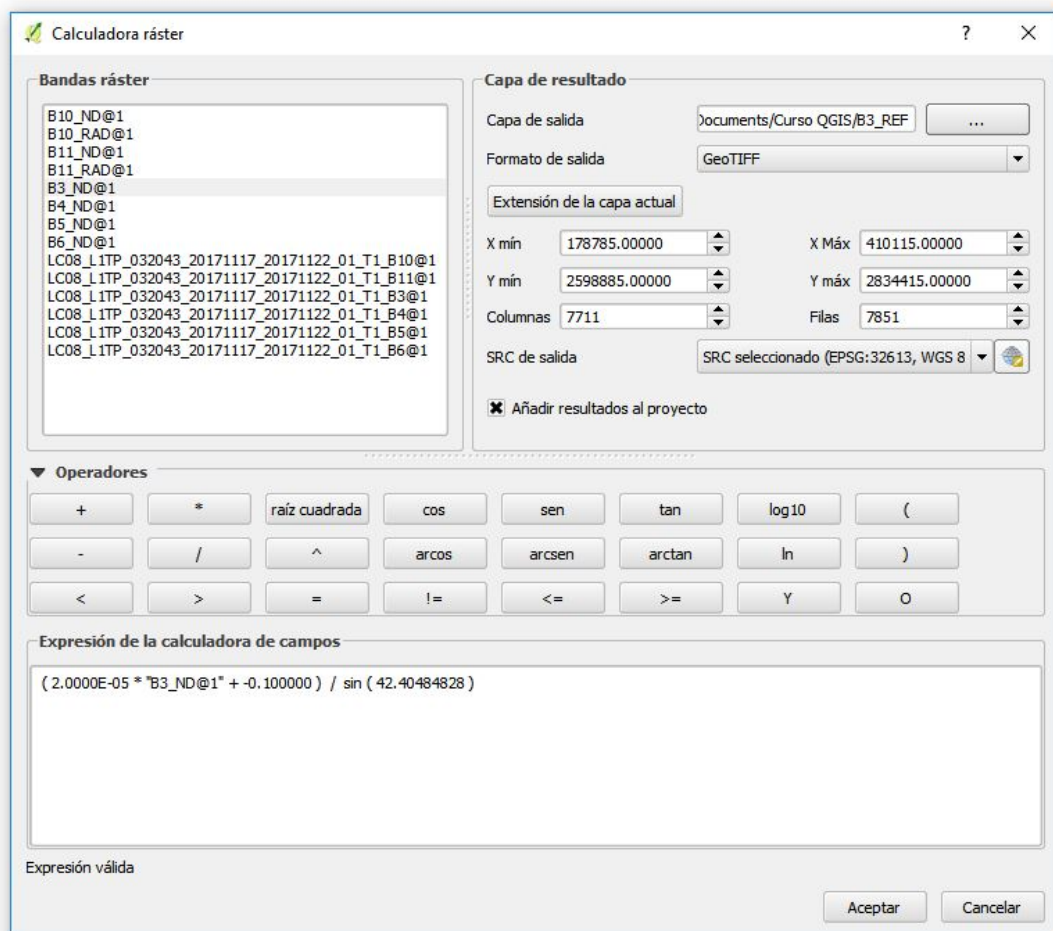 Calculadora ráster
?
Bandas ráster
B10_ND@1
B10_RAD@1
B11_ND@1
B11_RAD@1
B3_ND@1
B4_ND@1
B5_ND@1
B6_ND@1
LC08_L1TP_032043_20171117_20171122_01_T1_B10@1
LC08_L1TP_032043_20171117_20171122_01_T1_B11@1
LC08_L1TP_032043_20171117_20171122_01_T1_B3@1
LC08_L1TP_032043_20171117_20171122_01_T1_B4@1
LC08_L1TP_032043_20171117_20171122_01_T1_B5@1
LC08_L1TP_032043_20171117_20171122_01_T1_B6@1
Capa de resultado
Capa de salida Documents/Curso QGIS/B3_REF ...
Formato de salida GeoTIFF
Extensión de la capa actual
X mín 178785.00000 X Máx 410115.00000
Y mín 2598885.00000 Y máx 2834415.00000
Columnas 7711 Filas 7851
SRC de salida SRC seleccionado (EPSG:32613, WGS 8
Añadir resultados al proyecto
Operadores
+ * raíz cuadrada cos sen tan log10 (
- / ^ arcos arcsen arctan ln )
< > = != <= >= Y O
Expresión de la calculadora de campos
( 2.0000E-05 * "B3_ND@1" + -0.100000 ) / sin ( 42.40484828 )
Expresión válida
Aceptar Cancelar